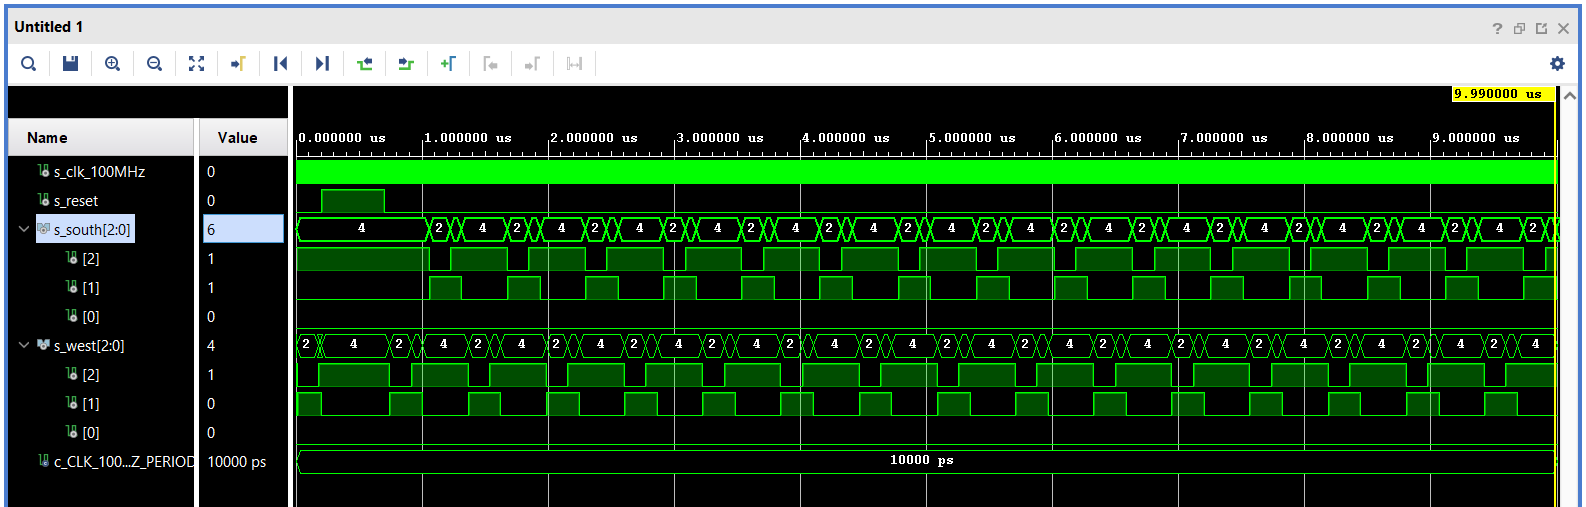 Untitled 1
?
9.990000 us
Name Value
0.000000 us 1.000000 us 2.000000 us 3.000000 us 4.000000 us 5.000000 us 6.000000 us 7.000000 us 8.000000 us 9.000000 us
s_clk_100MHz 0
s_reset 0
s_south[2:0] 6 4 2 4 2 4 2 4 2 4 2 4 2 4 2 4 2 4 2 4 2 4 2 4 2 4 2 4 2 4 2
[2] 1
[1] 1
[0] 0
s_west[2:0] 4 2 4 2 4 2 4 2 4 2 4 2 4 2 4 2 4 2 4 2 4 2 4 2 4 2 4 2 4 2 4 2 4
[2] 1
[1] 0
[0] 0
c_CLK_100...Z_PERIOD 10000 ps 10000 ps